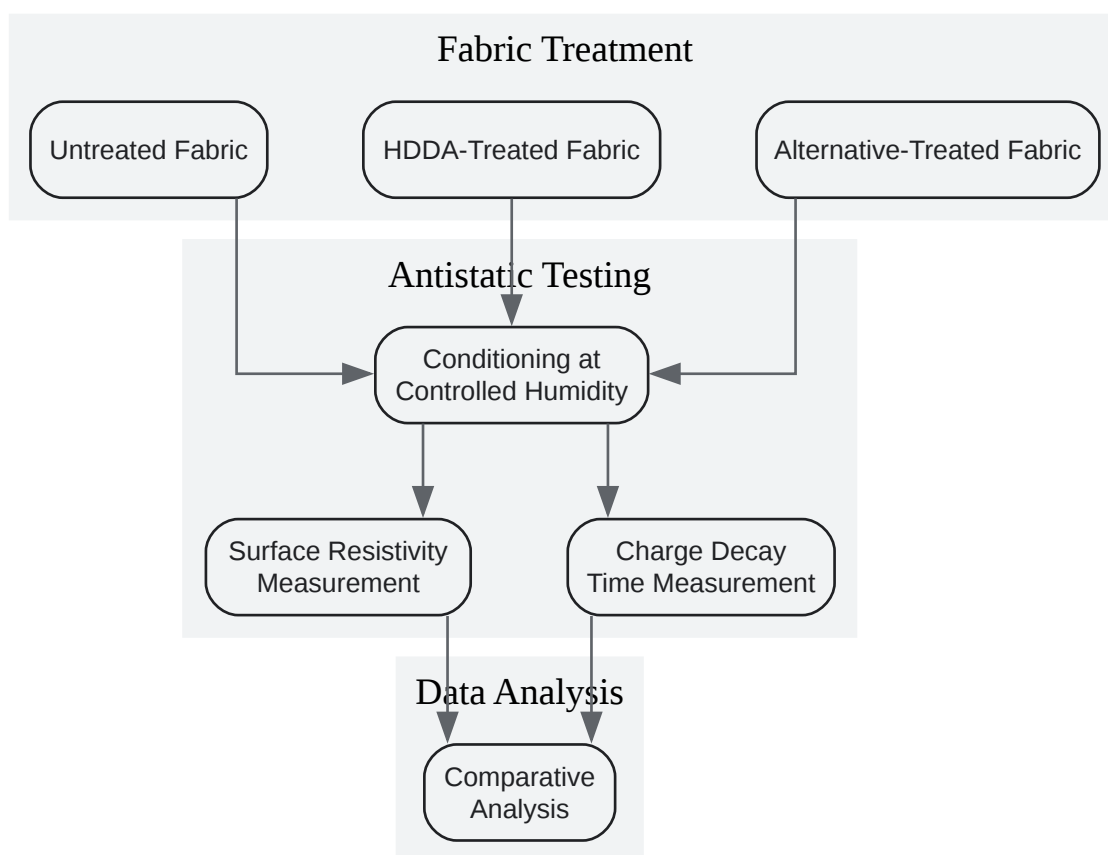 Fabric Treatment
Untreated Fabric
HDDA-Treated Fabric
Alternative-Treated Fabric
Antistatic Testing
Conditioning at
Controlled Humidity
Surface Resistivity
Measurement
Charge Decay
Time Measurement
Data Analysis
Comparative
Analysis